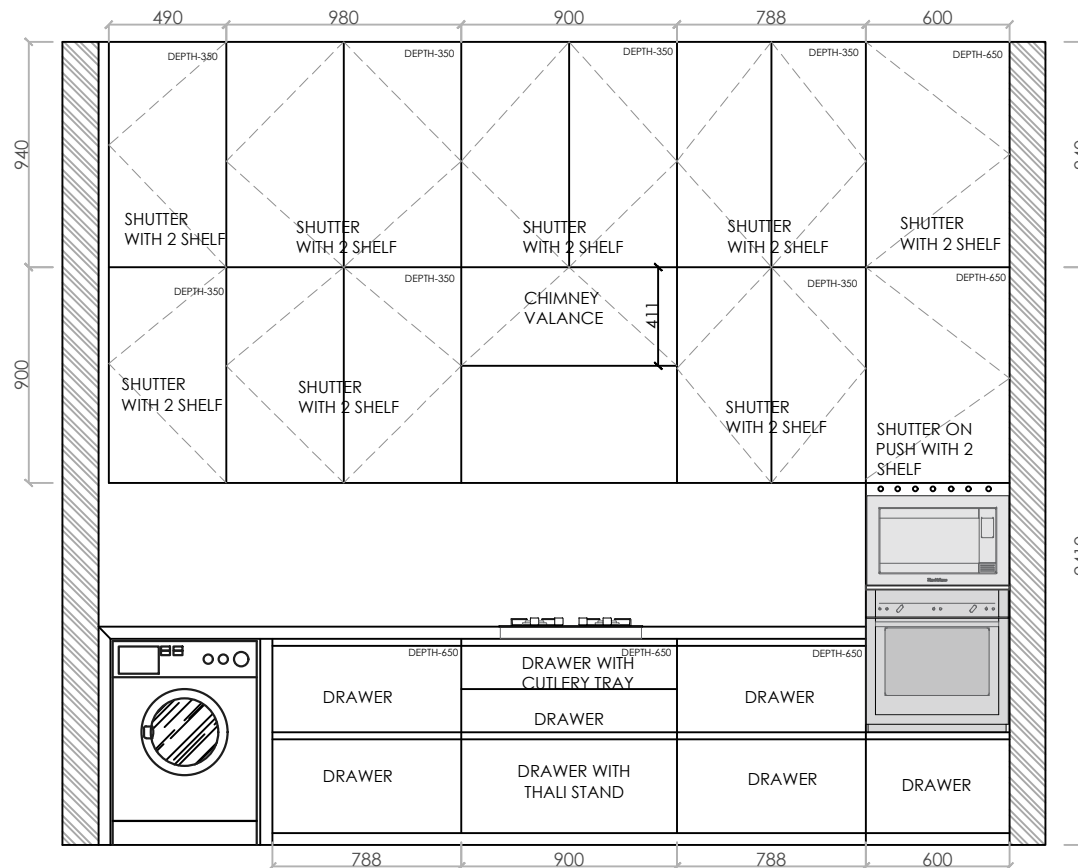 490
980
900
788
600
DEPTH-350
DEPTH-350
DEPTH-350
DEPTH-350
DEPTH-650
940
SHUTTER
WITH 2 SHELF
SHUTTER
WITH 2 SHELF
SHUTTER
WITH 2 SHELF
SHUTTER
WITH 2 SHELF
SHUTTER
WITH 2 SHELF
DEPTH-350
DEPTH-350
DEPTH-350
DEPTH-650
CHIMNEY
VALANCE
411
900
SHUTTER
WITH 2 SHELF
SHUTTER
WITH 2 SHELF
SHUTTER
WITH 2 SHELF
SHUTTER ON
PUSH WITH 2
SHELF
DEPTH-650
DEPTH-650
DEPTH-650
DRAWER
DRAWER WITH
CUTLERY TRAY
DRAWER
DRAWER
DRAWER
DRAWER WITH
THALI STAND
DRAWER
DRAWER
788
900
788
600